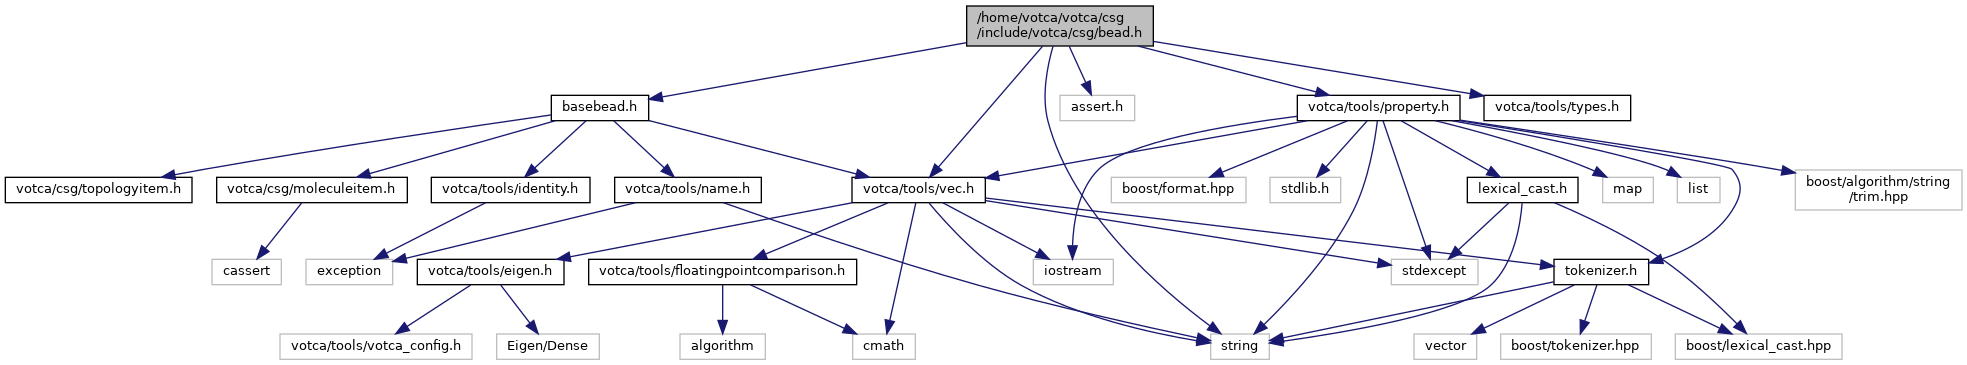 /home/votca/votca/csg
/include/votca/csg/bead.h
basebead.h
assert.h
votca/tools/property.h
votca/tools/types.h
votca/csg/topologyitem.h
votca/csg/moleculeitem.h
votca/tools/identity.h
votca/tools/name.h
votca/tools/vec.h
boost/format.hpp
stdlib.h
lexical_cast.h
map
list
boost/algorithm/string
/trim.hpp
cassert
exception
votca/tools/eigen.h
votca/tools/floatingpointcomparison.h
iostream
stdexcept
tokenizer.h
votca/tools/votca_config.h
Eigen/Dense
algorithm
cmath
string
vector
boost/tokenizer.hpp
boost/lexical_cast.hpp